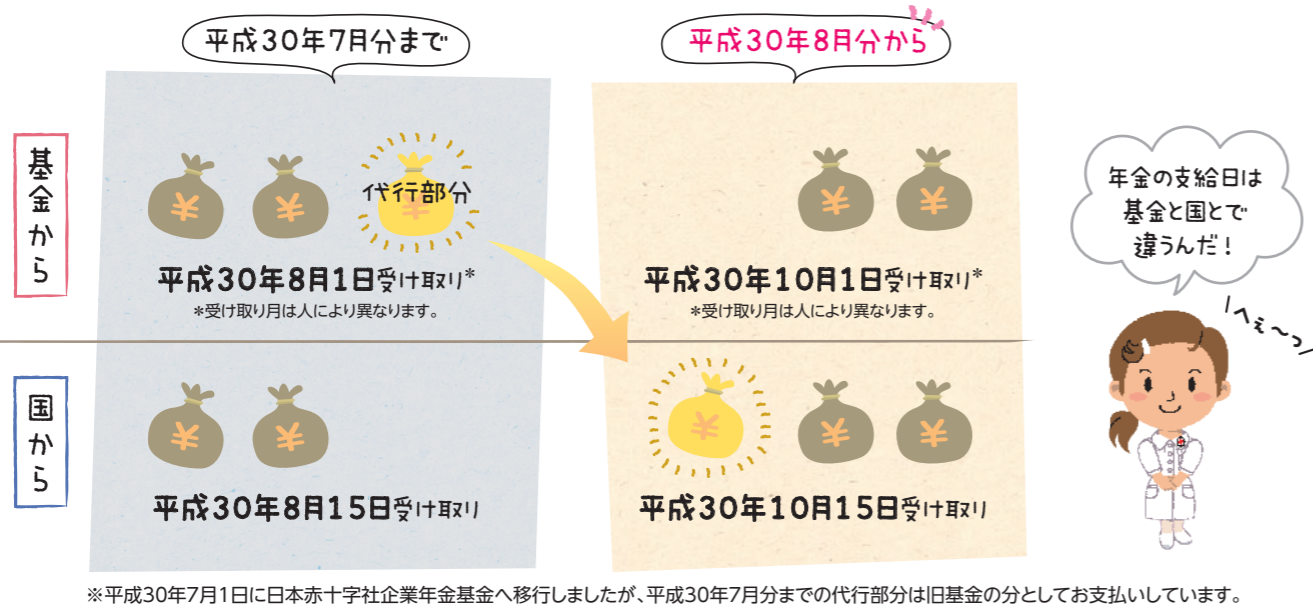 平成30年7月分まで
平成30年8月分から
基金から
代行部分
平成30年8月1日受け取り*
*受け取り月は人により異なります。
平成30年10月1日受け取り*
*受け取り月は人により異なります。
年金の支給日は
基金と国とで
違うんだ！
へぇ〜っ
国から
平成30年8月15日受け取り
平成30年10月15日受け取り
※平成30年7月1日に日本赤十字社企業年金基金へ移行しましたが、平成30年7月分までの代行部分は旧基金の分としてお支払いしています。